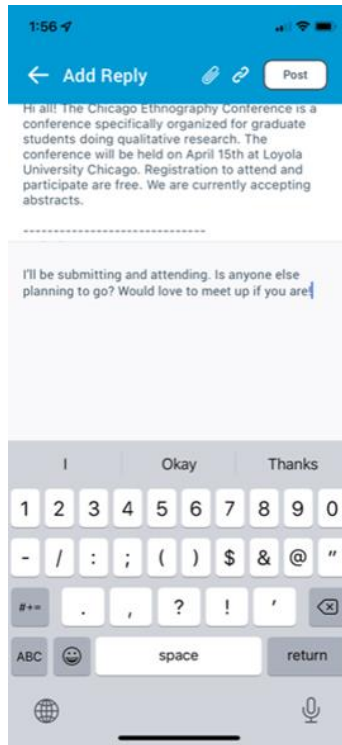 1:56
Add Reply Post
Hi all! The Chicago Ethnography Conference is a
conference specifically organized for graduate
students doing qualitative research. The
conference will be held on April 15th at Loyola
University Chicago. Registration to attend and
participate are free. We are currently accepting
abstracts.
-------------------------------
I'll be submitting and attending. Is anyone else
planning to go? Would love to meet up if you are!
I Okay Thanks
1 2 3 4 5 6 7 8 9 0
- / : ; ( ) $ & @ "
#+= . , ? ! '
ABC space return